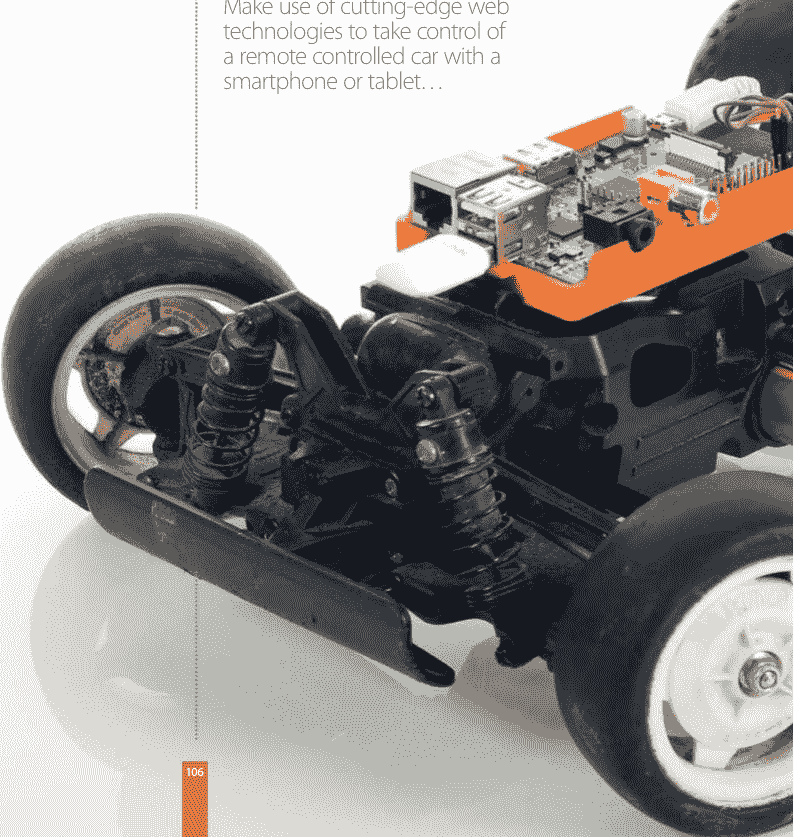 Make use of cutting-edge web
technologies to take control of
a remote controlled car with a
smartphone or tablet…
106